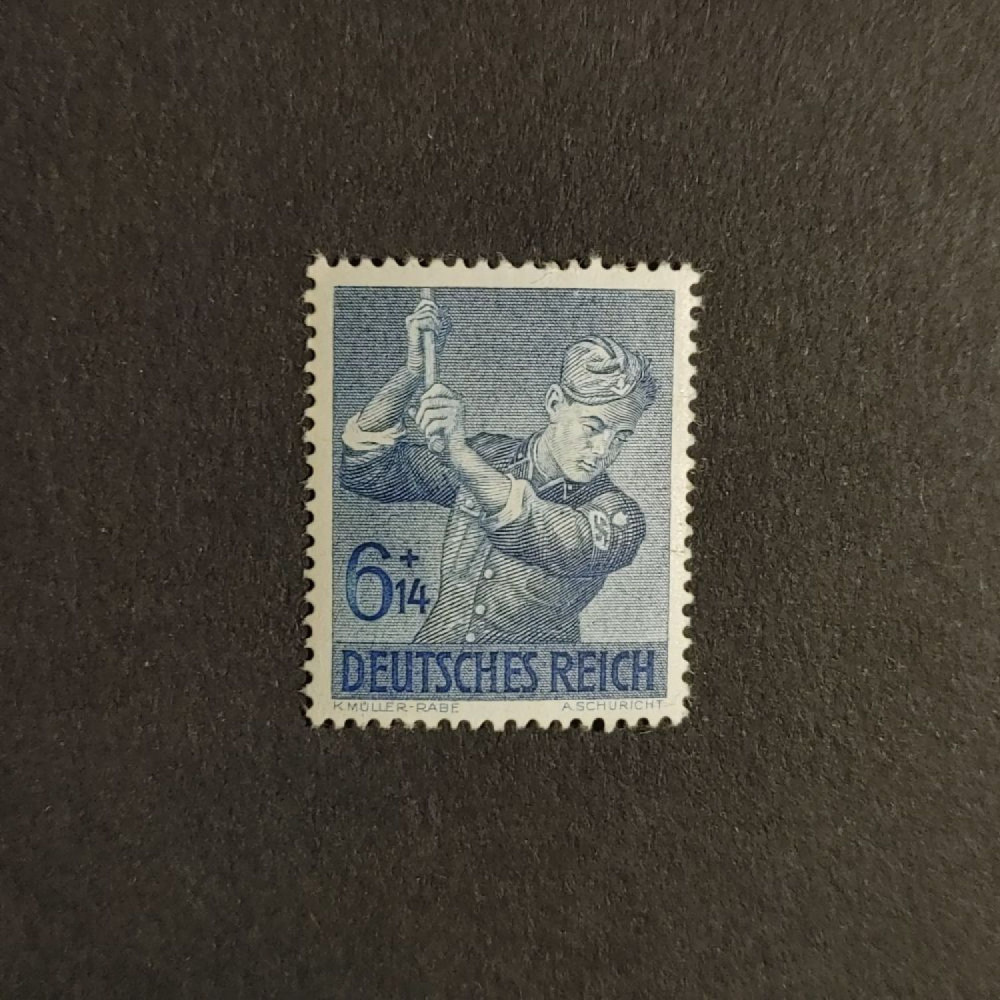 6+14
DEUTSCHES REICH
K.MÜLLER-RABE A.SCHURICHT